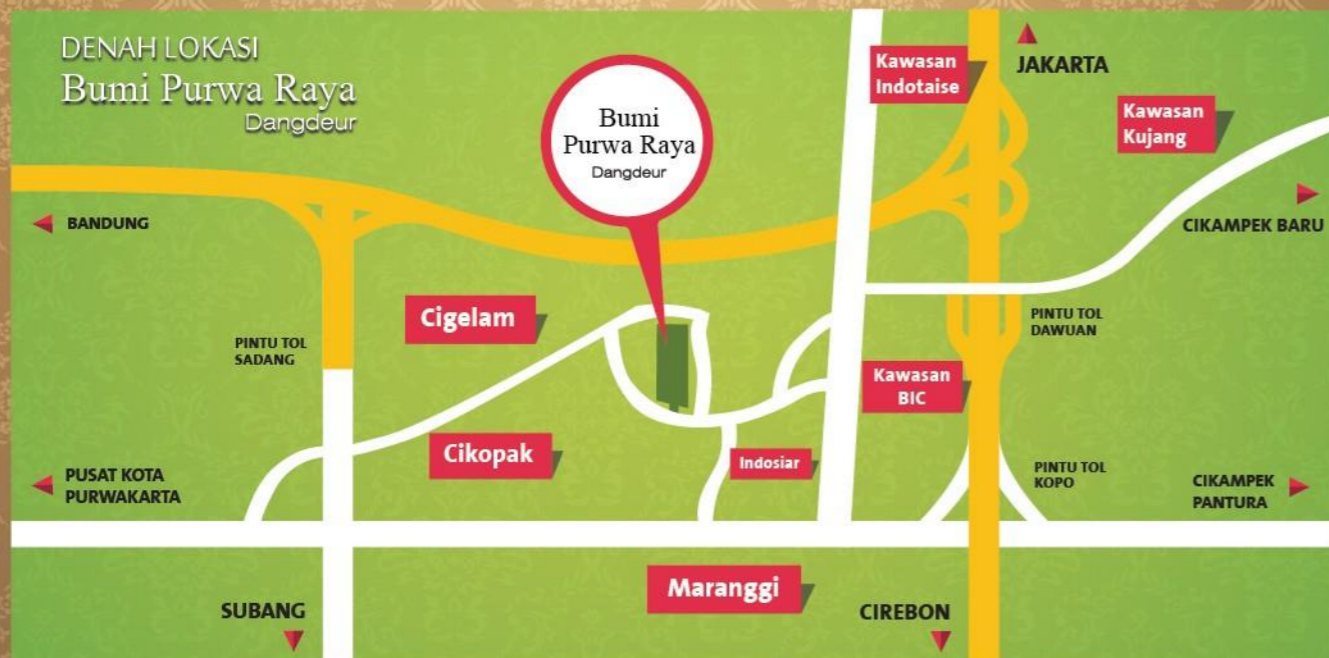 DENAH LOKASI
Bumi Purwa Raya
Dangdeur
Bumi
Purwa Raya
Dangdeur
Kawasan
Indotaise
JAKARTA
Kawasan
Kujang
BANDUNG
CIKAMPEK BARU
Cigelam
PINTU TOL
SADANG
PINTU TOL
DAWUAN
Kawasan
BIC
Cikopak
Indosiar
PUSAT KOTA
PURWAKARTA
PINTU TOL
KOPO
CIKAMPEK
PANTURA
Maranggi
SUBANG
CIREBON